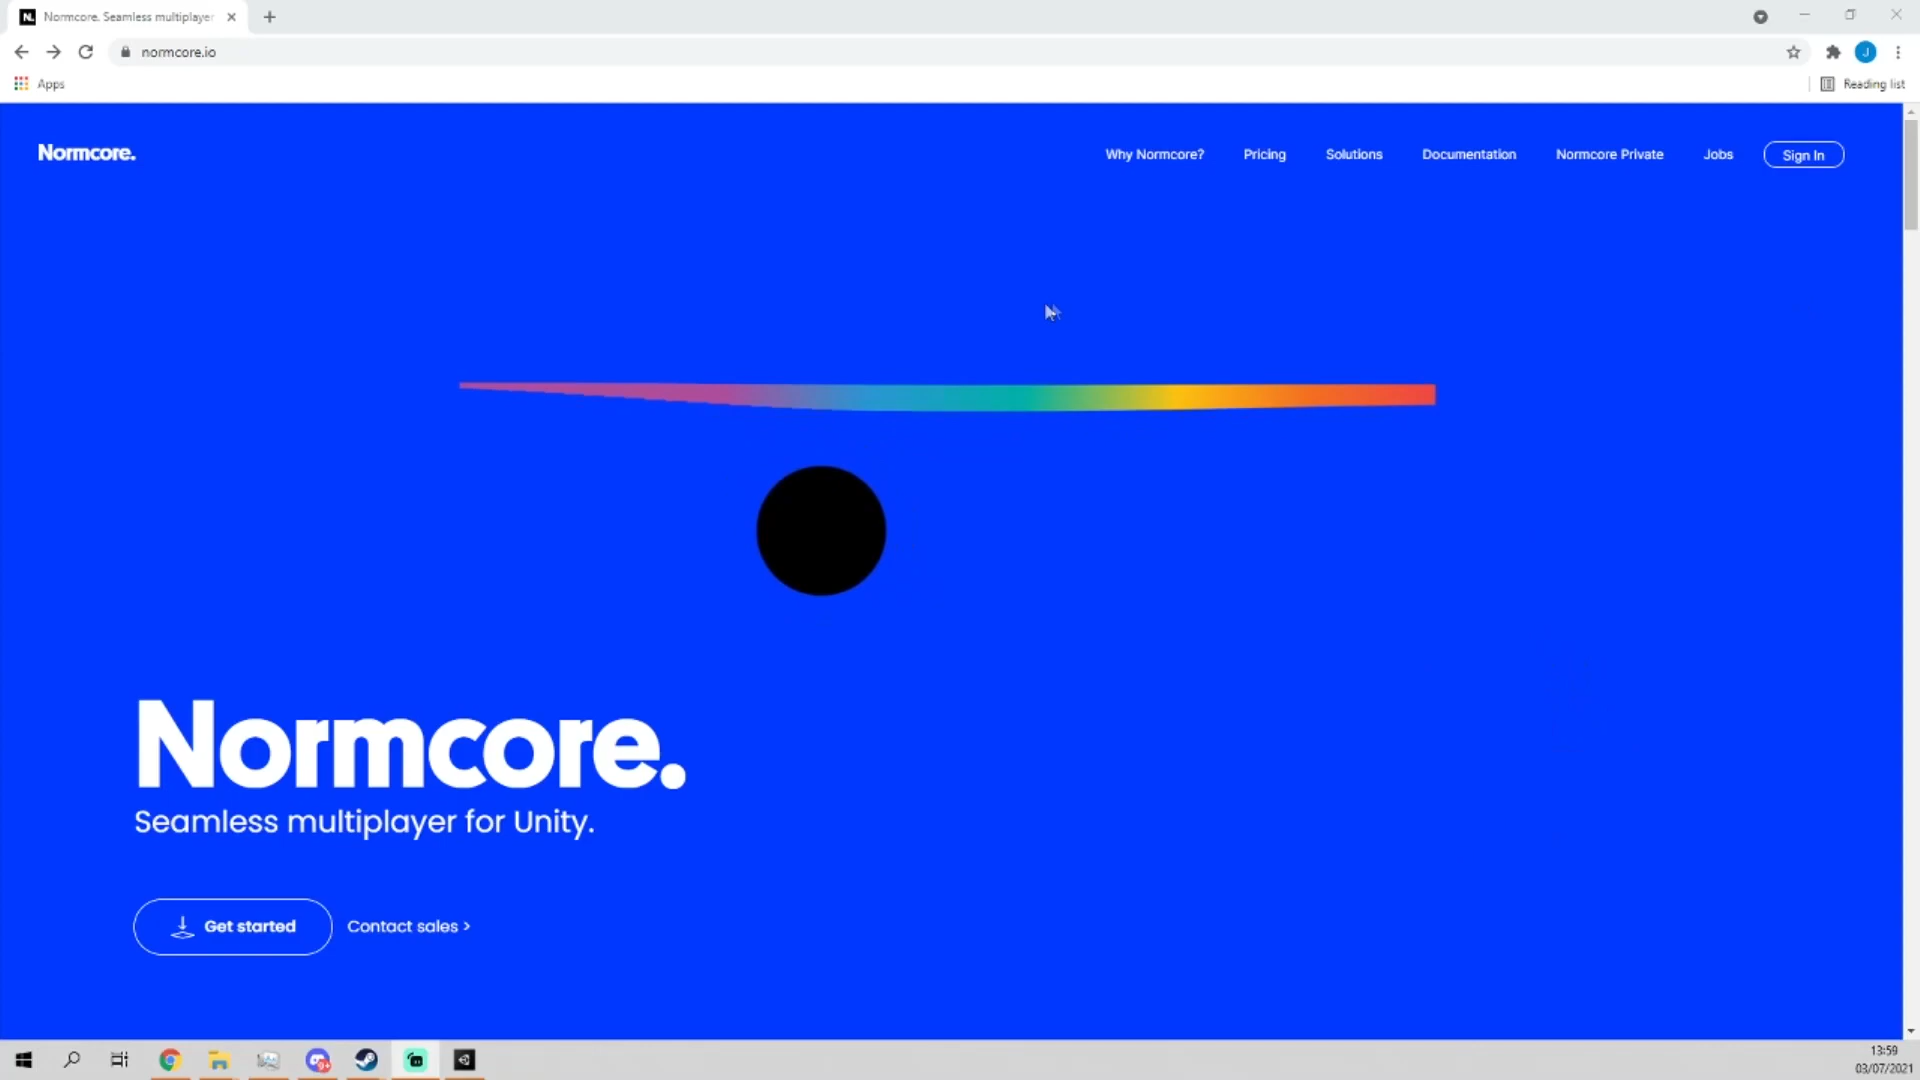 Normcore. Seamless multiplayer
normcore.io
Apps
Reading list
Normcore.
Why Normcore?
Pricing
Solutions
Documentation
Normcore Private
Jobs
Sign In
Normcore.
Seamless multiplayer for Unity.
Get started
Contact sales >
13:59
03/07/2021